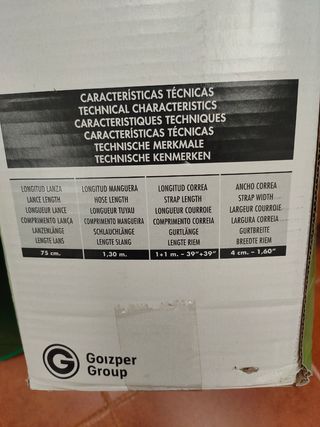 CARACTERÍSTICAS TÉCNICAS
TECHNICAL CHARACTERISTICS
CARACTERISTIQUES TECHNIQUES
CARACTERÍSTICAS TÉCNICAS
TECHNISCHE MERKMALE
TECHNISCHE KENMERKEN
LONGITUD LANZA LONGITUD MANGUERA LONGITUD CORREA ANCHO CORREA
LANCE LENGTH HOSE LENGTH STRAP LENGTH STRAP WIDTH
LONGUEUR LANCE LONGUEUR TUYAU LONGUEUR COURROIE LARGEUR COURROIE
COMPRIMENTO LANÇA COMPRIMENTO MANGUEIRA COMPRIMENTO CORREIA LARGURA CORREIA
LANZENLÄNGE SCHLAUCHLÄNGE GURTLÄNGE GURTBREITE
LENGTE LANS LENGTE SLANG LENGTE RIEM BREEDTE RIEM
75 cm. 1,30 m. 1+1 m. – 39"+39" 4 cm. – 1,60"
G Goizper
Group